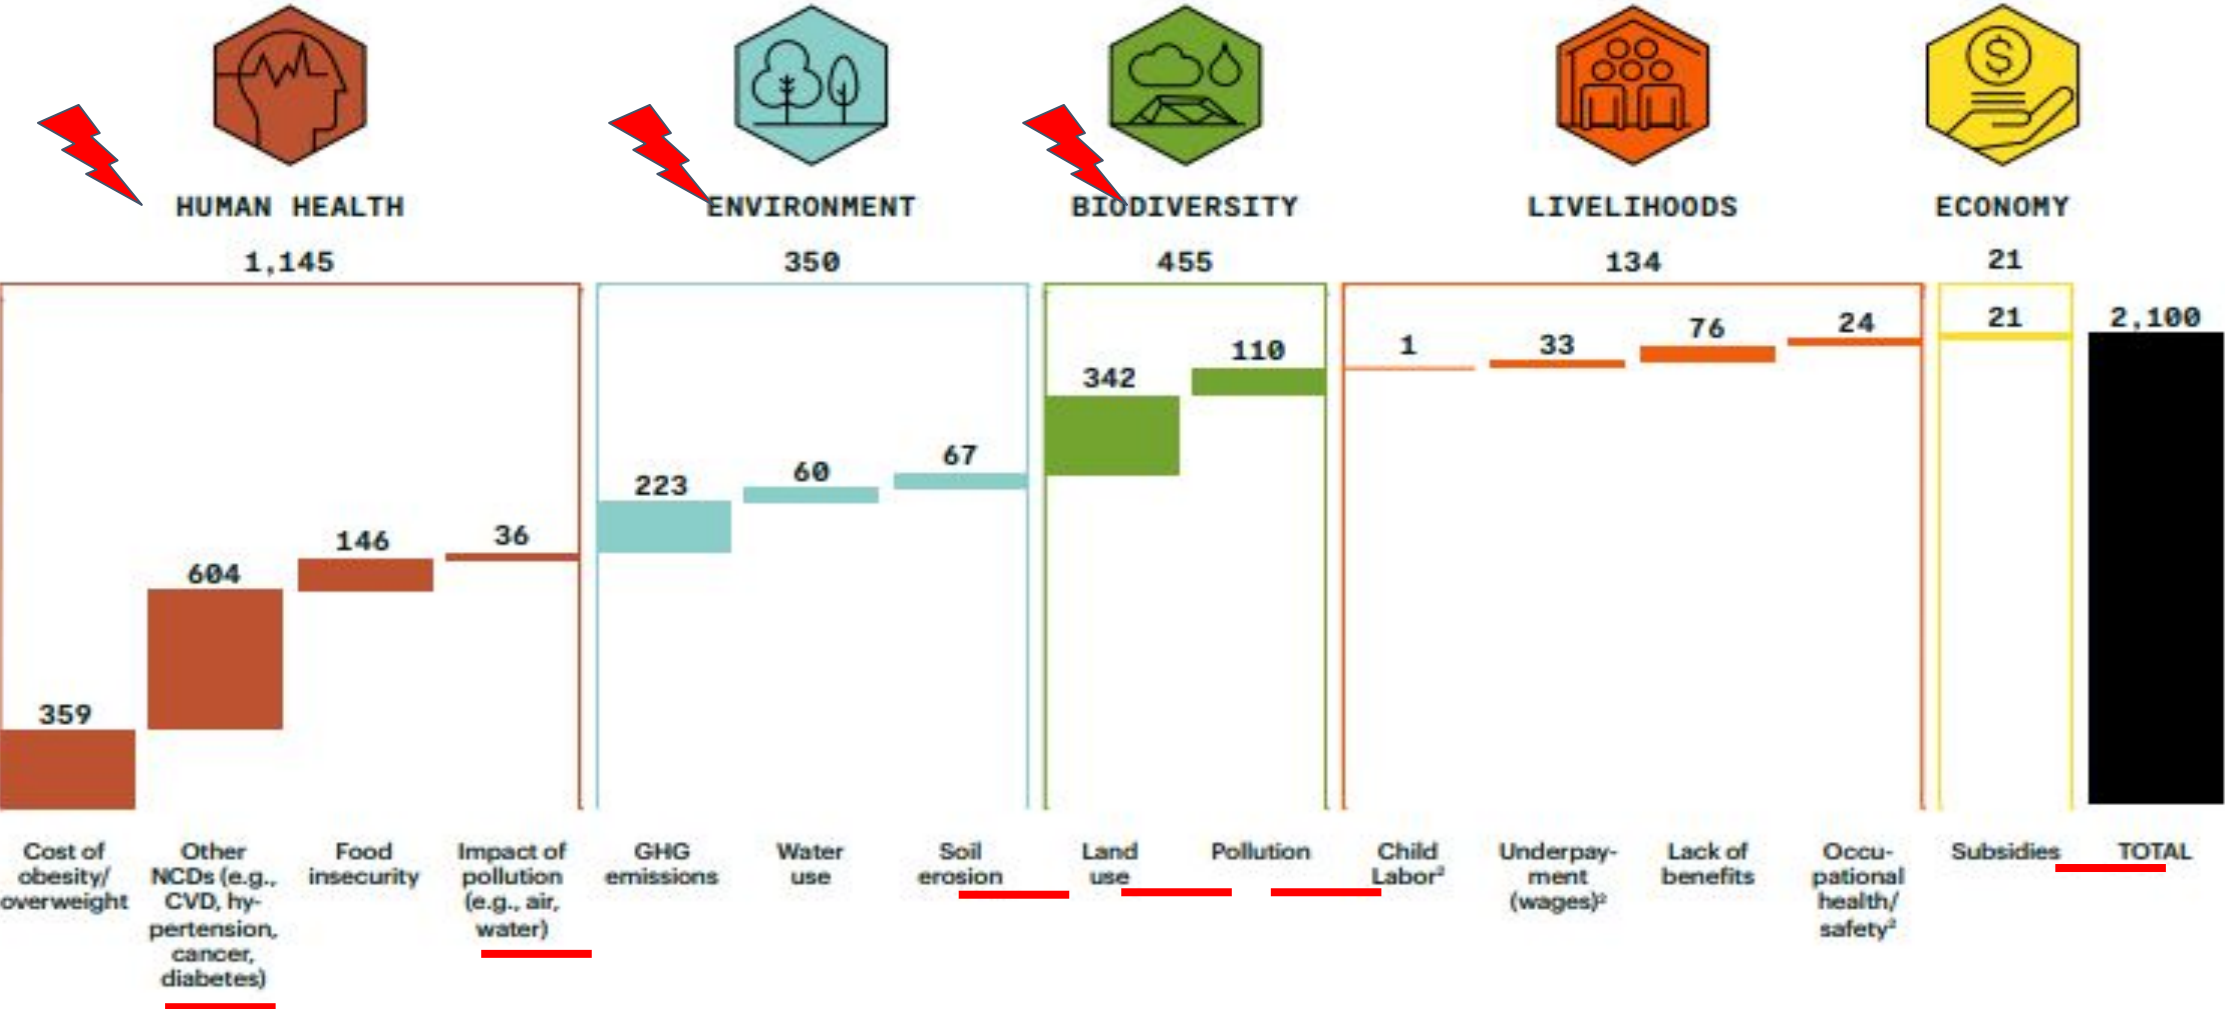 HUMAN HEALTH
ENVIRONMENT
BIODIVERSITY
LIVELIHOODS
ECONOMY
1,145
350
455
134
21
359
604
146
36
223
60
67
342
110
1
33
76
24
21
2,100
Cost of
obesity/
overweight
Other
NCDs (e.g.,
CVD, hy-
pertension,
cancer,
diabetes)
Food
insecurity
Impact of
pollution
(e.g., air,
water)
GHG
emissions
Water
use
Soil
erosion
Land
use
Pollution
Child
Labor²
Underpay-
ment
(wages)²
Lack of
benefits
Occu-
pational
health/
safety²
Subsidies
TOTAL
$